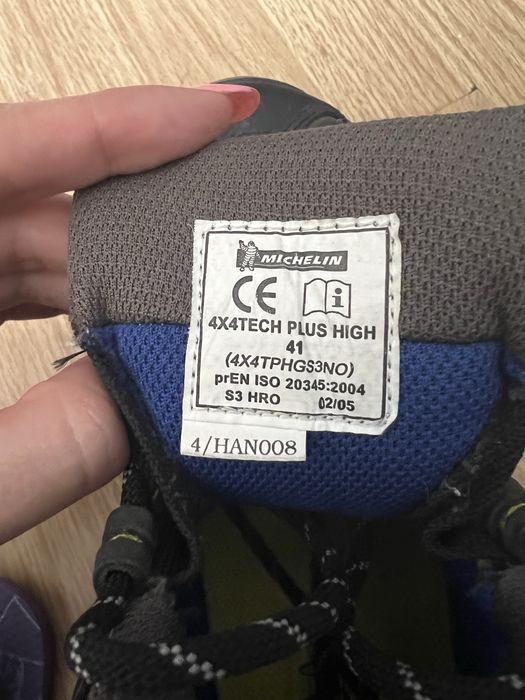 MICHELIN
CE i
4X4TECH PLUS HIGH
41
(4X4TPHGS3NO)
prEN ISO 20345:2004
S3 HRO 02/05
4/HAN008